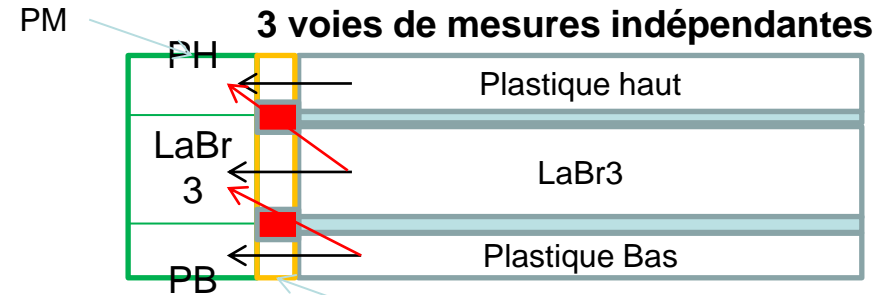 PM
3 voies de mesures indépendantes
PH
Plastique haut
LaBr
3
LaBr3
Plastique Bas
PB